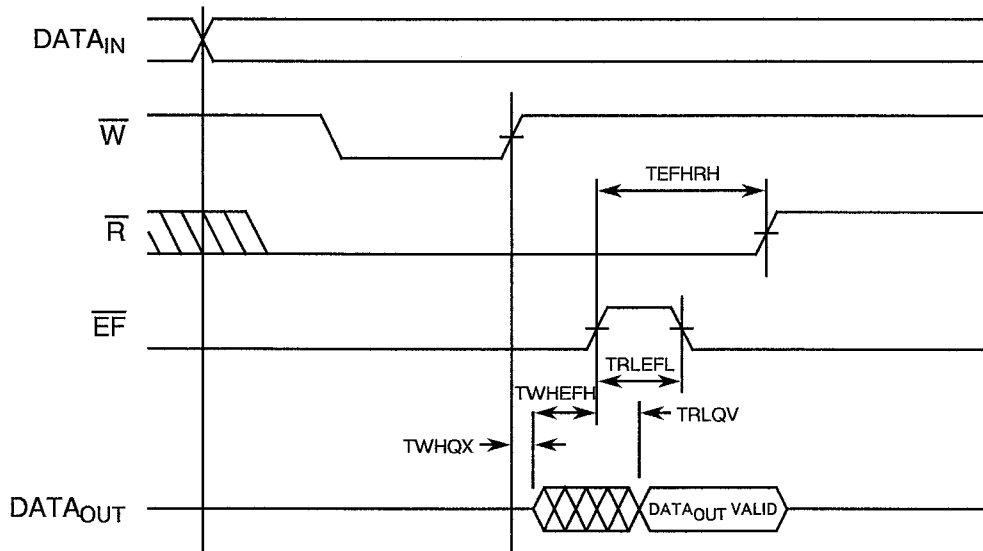 DATAIN
W
TEFHRH
R
EF
TRLEFL
TWHEFH
TRLQV
TWHQX
DATAOUT
DATAOUT VALID